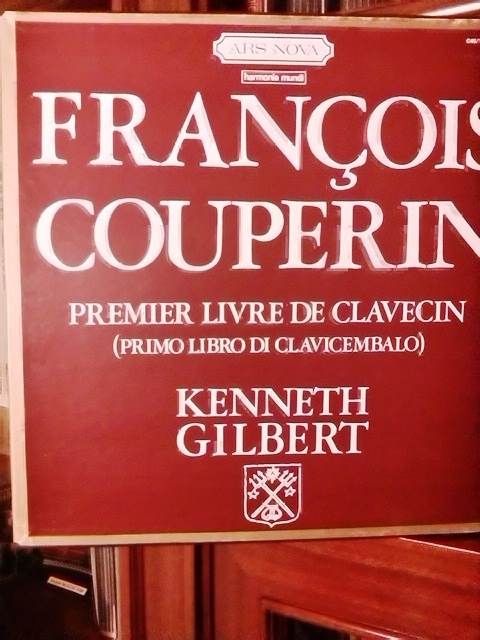 ARS NOVA
harmonia mundi
FRANÇOIS
COUPERIN
PREMIER LIVRE DE CLAVECIN
(PRIMO LIBRO DI CLAVICEMBALO)
KENNETH
GILBERT